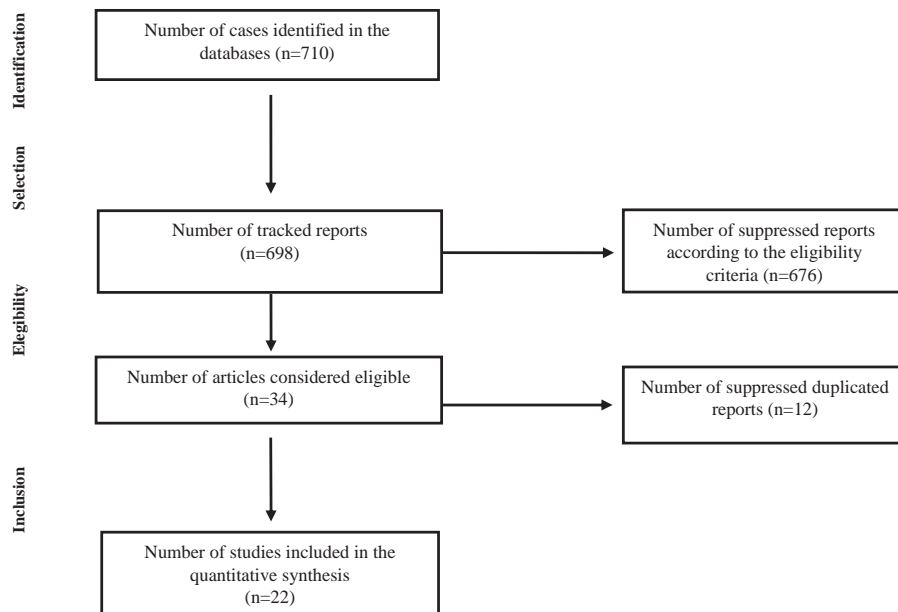 Identification
Number of cases identified in the
databases (n=710)
Selection
Number of tracked reports
(n=698)
Number of suppressed reports
according to the eligibility
criteria (n=676)
Elegibility
Number of articles considered eligible
(n=34)
Number of suppressed duplicated
reports (n=12)
Inclusion
Number of studies included in the
quantitative synthesis
(n=22)